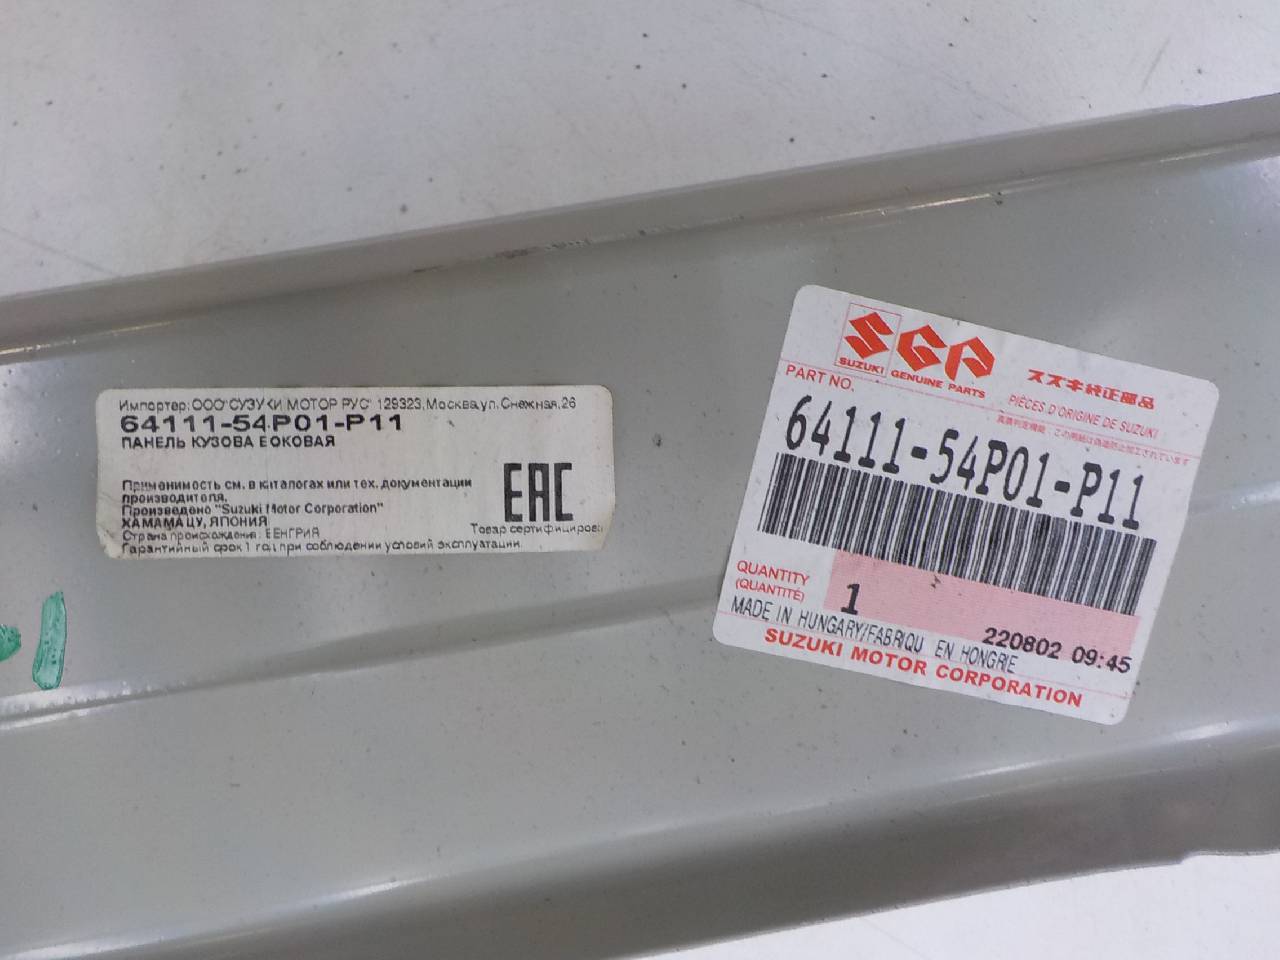 Импортер: ООО"СУЗУКИ МОТОР РУС" 129323, Москва, ул. Снежная, 26
64111-54P01-P11
ПАНЕЛЬ КУЗОВА БОКОВАЯ
Применимость см. в каталогах или тех. документации
производителя.
Произведено "Suzuki Motor Corporation"
ХАМАМАЦУ, ЯПОНИЯ
Страна происхождения: ВЕНГРИЯ
Гарантийный срок 1 год при соблюдении условий эксплуатации.
EAC
Товар сертифицирован
SGP
SUZUKI GENUINE PARTS
スズキ純正部品
PART NO.
PIÈCES D'ORIGINE DE SUZUKI
64111-54P01-P11
QUANTITY
(QUANTITÉ)
1
220802 09:45
MADE IN HUNGARY/FABRIQU EN HONGRIE
SUZUKI MOTOR CORPORATION
-1